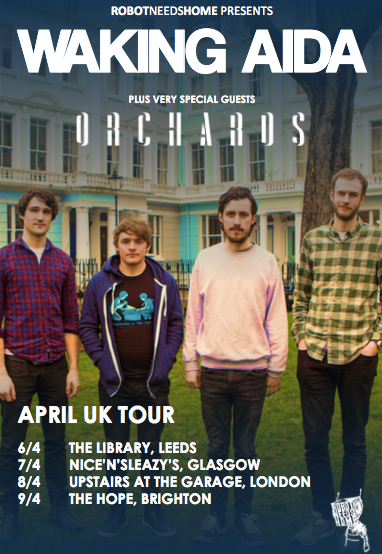 ROBOTNEEDSHOME PRESENTS
WAKING AIDA
PLUS VERY SPECIAL GUESTS
ORCHARDS
APRIL UK TOUR
6/4 THE LIBRARY, LEEDS
7/4 NICE'N'SLEAZY'S, GLASGOW
8/4 UPSTAIRS AT THE GARAGE, LONDON
9/4 THE HOPE, BRIGHTON